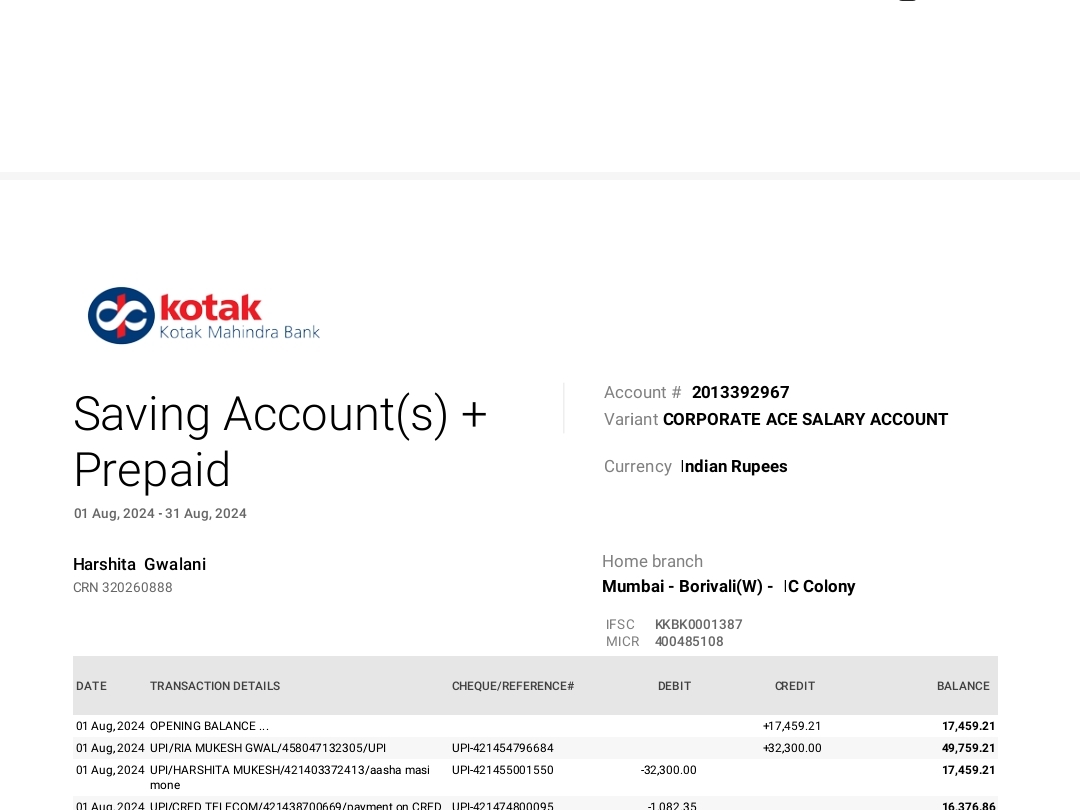 kotak
Kotak Mahindra Bank
Saving Account(s) +
Prepaid
01 Aug, 2024 - 31 Aug, 2024
Account # 2013392967
Variant CORPORATE ACE SALARY ACCOUNT
Currency Indian Rupees
Harshita Gwalani
CRN 320260888
Home branch
Mumbai - Borivali(W) - IC Colony
IFSC KKBK0001387
MICR 400485108
DATE TRANSACTION DETAILS CHEQUE/REFERENCE# DEBIT CREDIT BALANCE
01 Aug, 2024 OPENING BALANCE ... +17,459.21 17,459.21
01 Aug, 2024 UPI/RIA MUKESH GWAL/458047132305/UPI UPI-421454796684 +32,300.00 49,759.21
01 Aug, 2024 UPI/HARSHITA MUKESH/421403372413/aasha masi UPI-421455001550 -32,300.00 17,459.21
mone
01 Aug, 2024 UPI/CRED TELECOM/421438700669/payment on CRED UPI-421474800095 -1,082.35 16,376.86